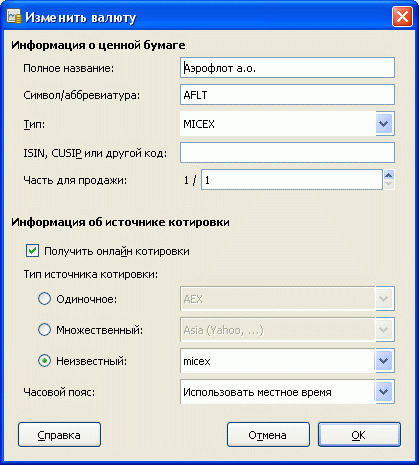 Изменить валюту
Информация о ценной бумаге
Полное название: Аэрофлот а.о.
Символ/аббревиатура: AFLT
Тип: MICEX
ISIN, CUSIP или другой код:
Часть для продажи: 1 / 1
Информация об источнике котировки
Получить онлайн котировки
Тип источника котировки:
Одиночное: AEX
Множественный: Asia (Yahoo, ...)
Неизвестный: micex
Часовой пояс: Использовать местное время
Справка Отмена OK